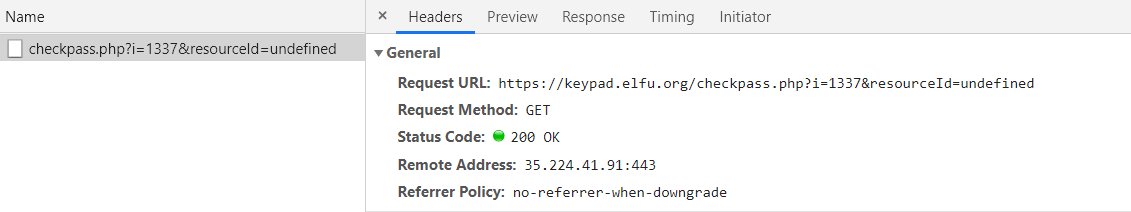 Name
checkpass.php?i=1337&resourceId=undefined
× Headers Preview Response Timing Initiator
General
Request URL: https://keypad.elfu.org/checkpass.php?i=1337&resourceId=undefined
Request Method: GET
Status Code: 200 OK
Remote Address: 35.224.41.91:443
Referrer Policy: no-referrer-when-downgrade